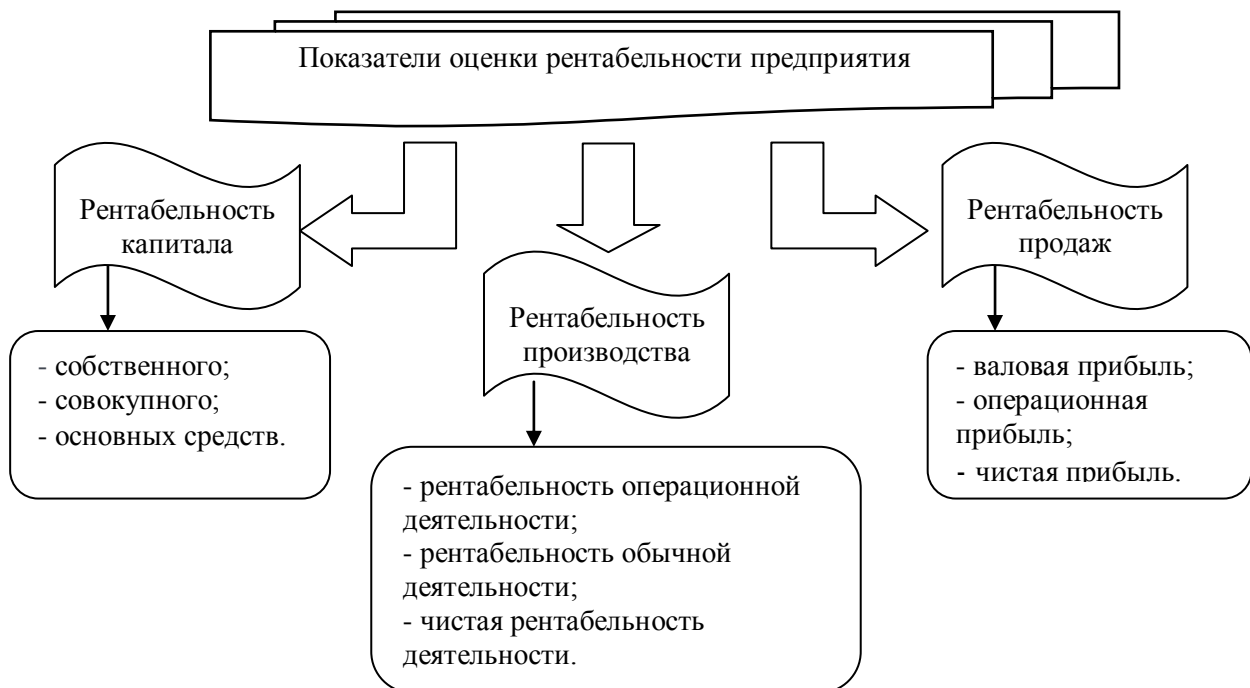 Показатели оценки рентабельности предприятия
Рентабельность
капитала
- собственного;
- совокупного;
- основных средств.
Рентабельность
производства
- рентабельность операционной
деятельности;
- рентабельность обычной
деятельности;
- чистая рентабельность
деятельности.
Рентабельность
продаж
- валовая прибыль;
- операционная
прибыль;
- чистая прибыль.